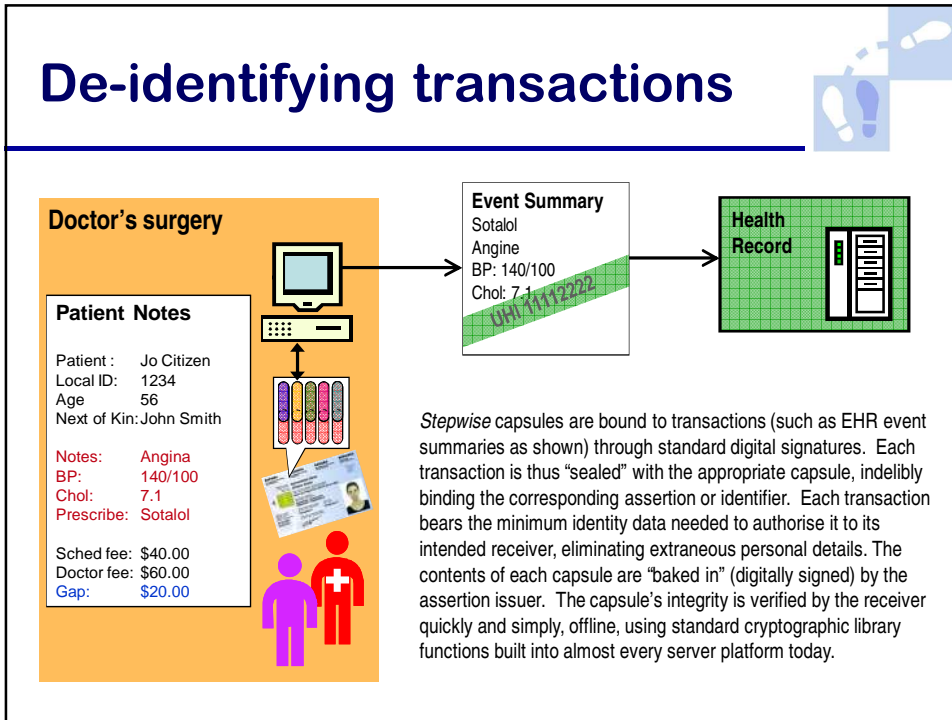 De-identifying transactions
Doctor's surgery
Patient Notes
Patient : Jo Citizen
Local ID: 1234
Age 56
Next of Kin: John Smith
Notes: Angina
BP: 140/100
Chol: 7.1
Prescribe: Sotalol
Sched fee: $40.00
Doctor fee: $60.00
Gap: $20.00
Event Summary
Sotalol
Angine
BP: 140/100
Chol: 7.1
UHI 11112222
Health
Record
Stepwise capsules are bound to transactions (such as EHR event
summaries as shown) through standard digital signatures. Each
transaction is thus “sealed” with the appropriate capsule, indelibly
binding the corresponding assertion or identifier. Each transaction
bears the minimum identity data needed to authorise it to its
intended receiver, eliminating extraneous personal details. The
contents of each capsule are “baked in” (digitally signed) by the
assertion issuer. The capsule’s integrity is verified by the receiver
quickly and simply, offline, using standard cryptographic library
functions built into almost every server platform today.